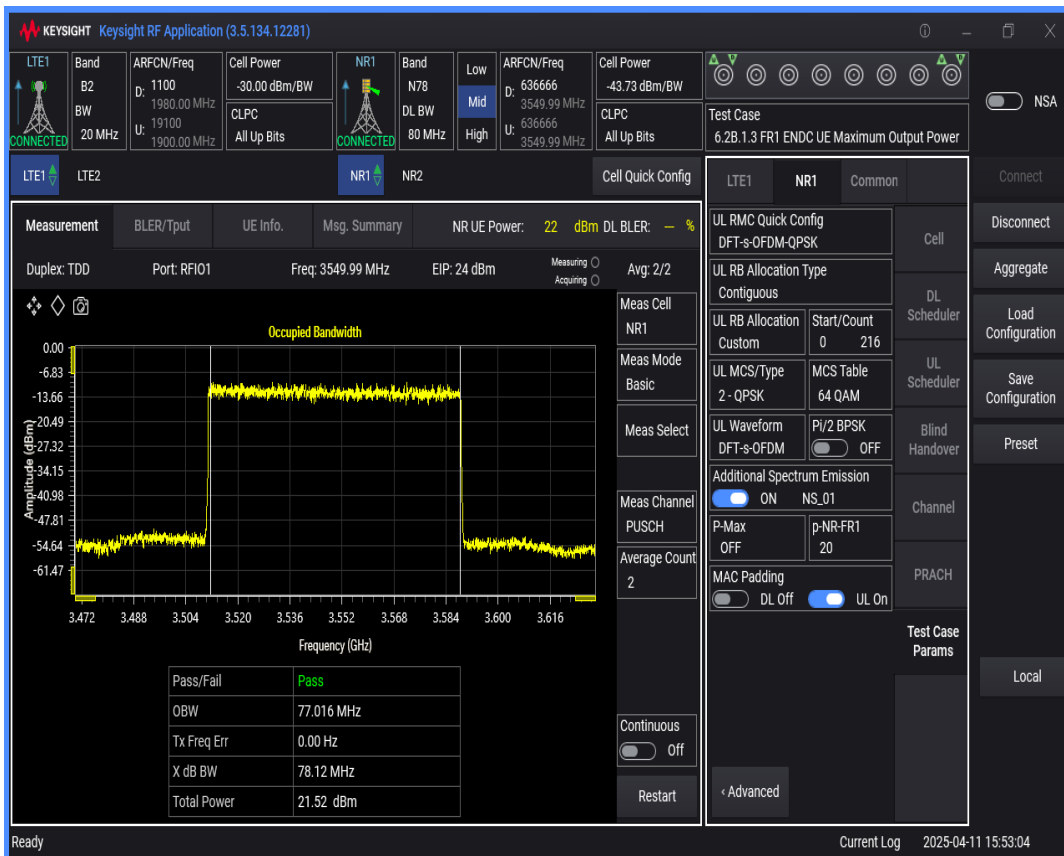 KEYSIGHT Keysight RF Application (3.5.134.12281)
LTE1
CONNECTED
Band
B2
BW
20 MHz
ARFCN/Freq
D: 1100
1980.00 MHz
U: 19100
1900.00 MHz
Cell Power
-30.00 dBm/BW
CLPC
All Up Bits
NR1
CONNECTED
Band
N78
DL BW
80 MHz
Low
Mid
High
ARFCN/Freq
D: 636666
3549.99 MHz
U: 636666
3549.99 MHz
Cell Power
-43.73 dBm/BW
CLPC
All Up Bits
Test Case
6.2B.1.3 FR1 ENDC UE Maximum Output Power
NSA
LTE1 LTE2 NR1 NR2 Cell Quick Config
Measurement BLER/Tput UE Info. Msg. Summary NR UE Power: 22 dBm DL BLER: — %
Duplex: TDD Port: RFIO1 Freq: 3549.99 MHz EIP: 24 dBm Measuring Avg: 2/2
Acquiring
Occupied Bandwidth
Amplitude (dBm)
0.00
-6.83
-13.66
-20.49
-27.32
-34.15
-40.98
-47.81
-54.64
-61.47
3.472 3.488 3.504 3.520 3.536 3.552 3.568 3.584 3.600 3.616
Frequency (GHz)
Pass/Fail Pass
OBW 77.016 MHz
Tx Freq Err 0.00 Hz
X dB BW 78.12 MHz
Total Power 21.52 dBm
Meas Cell
NR1
Meas Mode
Basic
Meas Select
Meas Channel
PUSCH
Average Count
2
Continuous
Off
Restart
LTE1 NR1 Common
UL RMC Quick Config
DFT-s-OFDM-QPSK
UL RB Allocation Type
Contiguous
UL RB Allocation Start/Count
Custom 0 216
UL MCS/Type MCS Table
2 - QPSK 64 QAM
UL Waveform Pi/2 BPSK
DFT-s-OFDM OFF
Additional Spectrum Emission
ON NS_01
P-Max p-NR-FR1
OFF 20
MAC Padding
DL Off UL On
‹ Advanced
Cell
DL
Scheduler
UL
Scheduler
Blind
Handover
Channel
PRACH
Test Case
Params
Connect
Disconnect
Aggregate
Load
Configuration
Save
Configuration
Preset
Local
Ready Current Log 2025-04-11 15:53:04